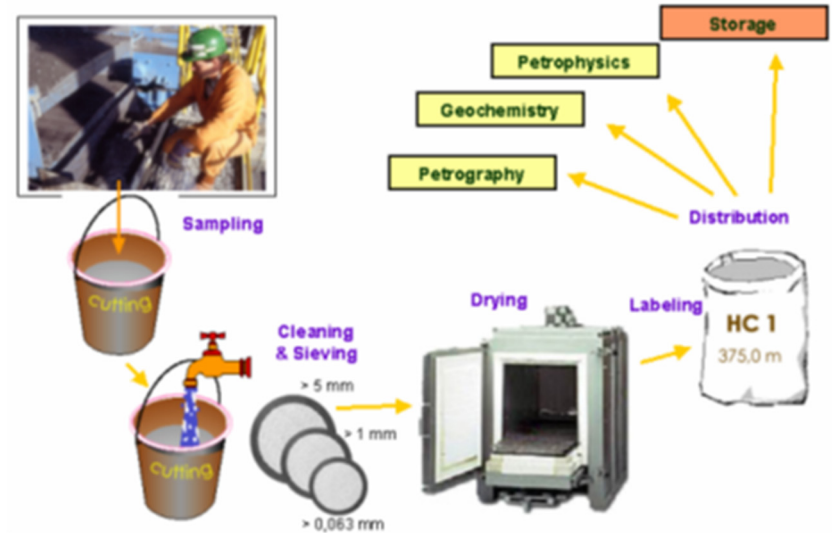 Storage
Petrophysics
Geochemistry
Petrography
Sampling
Distribution
cutting
Cleaning
& Sieving
> 5 mm
> 1 mm
> 0,063 mm
Drying
Labeling
HC 1
375,0 m
cutting